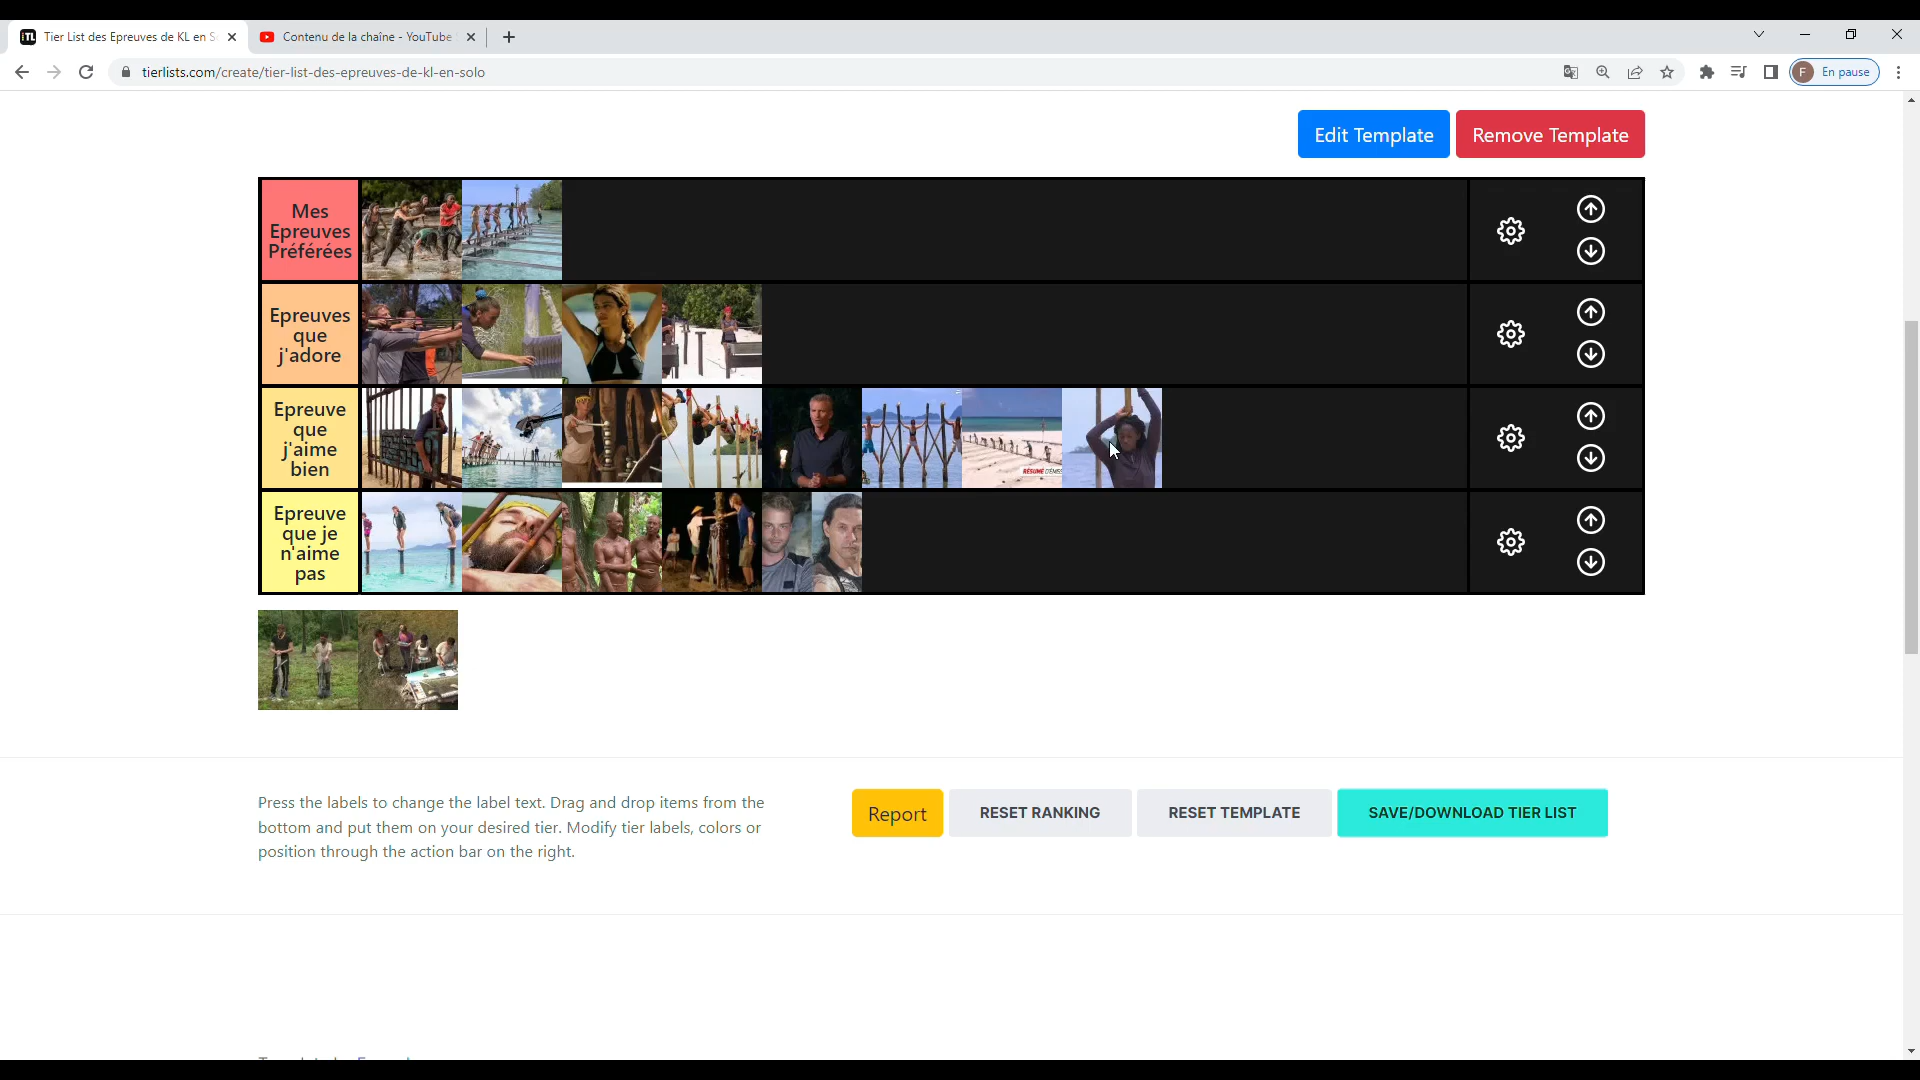 Tier List des Epreuves de KL en S
Contenu de la chaîne - YouTube
tierlists.com/create/tier-list-des-epreuves-de-kl-en-solo
F
En pause
Edit Template
Remove Template
Mes
Epreuves
Préférées
Epreuves
que
j'adore
Epreuve
que
j'aime
bien
RÉSUMÉ
Epreuve
que je
n'aime
pas
Press the labels to change the label text. Drag and drop items from the
bottom and put them on your desired tier. Modify tier labels, colors or
position through the action bar on the right.
Report
RESET RANKING
RESET TEMPLATE
SAVE/DOWNLOAD TIER LIST